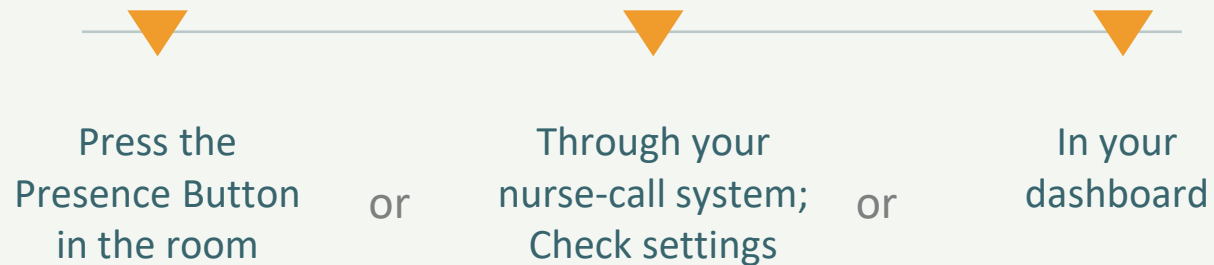 Press the
Presence Button
in the room
or
Through your
nurse-call system;
Check settings
or
In your
dashboard